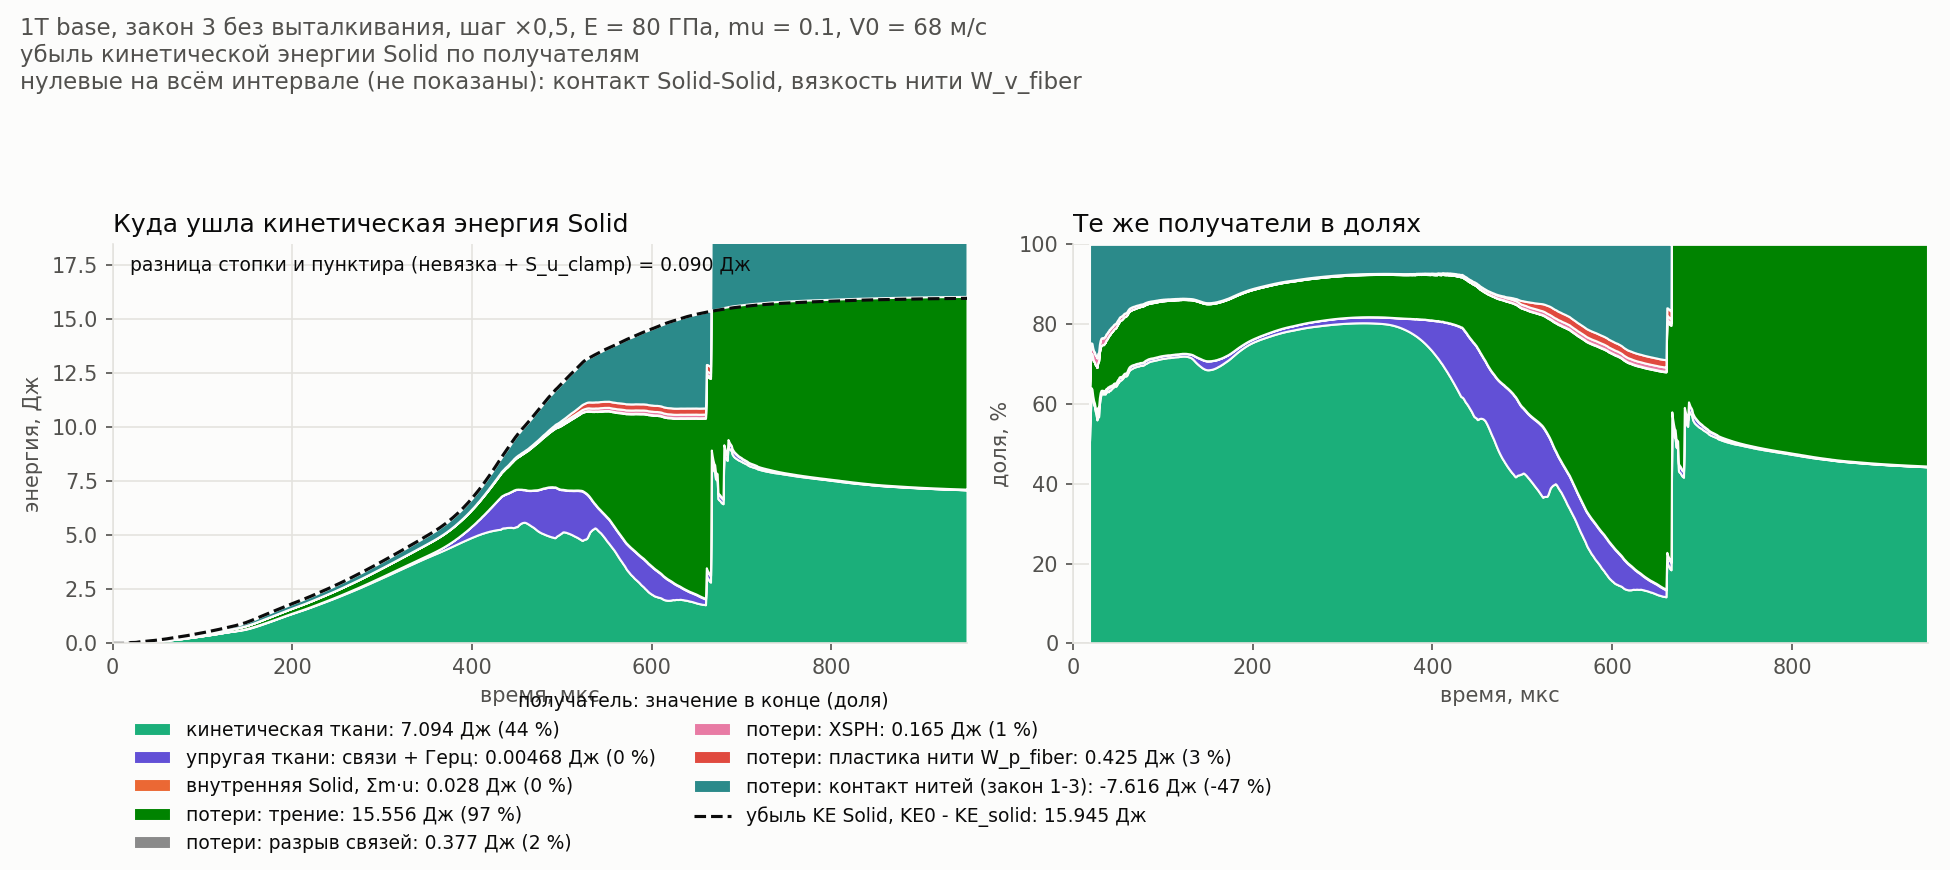 1T base, закон 3 без выталкивания, шаг ×0,5, E = 80 ГПа, mu = 0.1, V0 = 68 м/с
убыль кинетической энергии Solid по получателям
нулевые на всём интервале (не показаны): контакт Solid-Solid, вязкость нити W_v_fiber
Куда ушла кинетическая энергия Solid
разница стопки и пунктира (невязка + S_u_clamp) = 0.090 Дж
энергия, Дж
17.5
15.0
12.5
10.0
7.5
5.0
2.5
0.0
0 200 400 600 800
время, мкс
Те же получатели в долях
доля, %
100
80
60
40
20
0
0 200 400 600 800
время, мкс
получатель: значение в конце (доля)
кинетическая ткани: 7.094 Дж (44 %)
упругая ткани: связи + Герц: 0.00468 Дж (0 %)
внутренняя Solid, Σm·u: 0.028 Дж (0 %)
потери: трение: 15.556 Дж (97 %)
потери: разрыв связей: 0.377 Дж (2 %)
потери: XSPH: 0.165 Дж (1 %)
потери: пластика нити W_p_fiber: 0.425 Дж (3 %)
потери: контакт нитей (закон 1-3): -7.616 Дж (-47 %)
убыль KE Solid, KE0 - KE_solid: 15.945 Дж